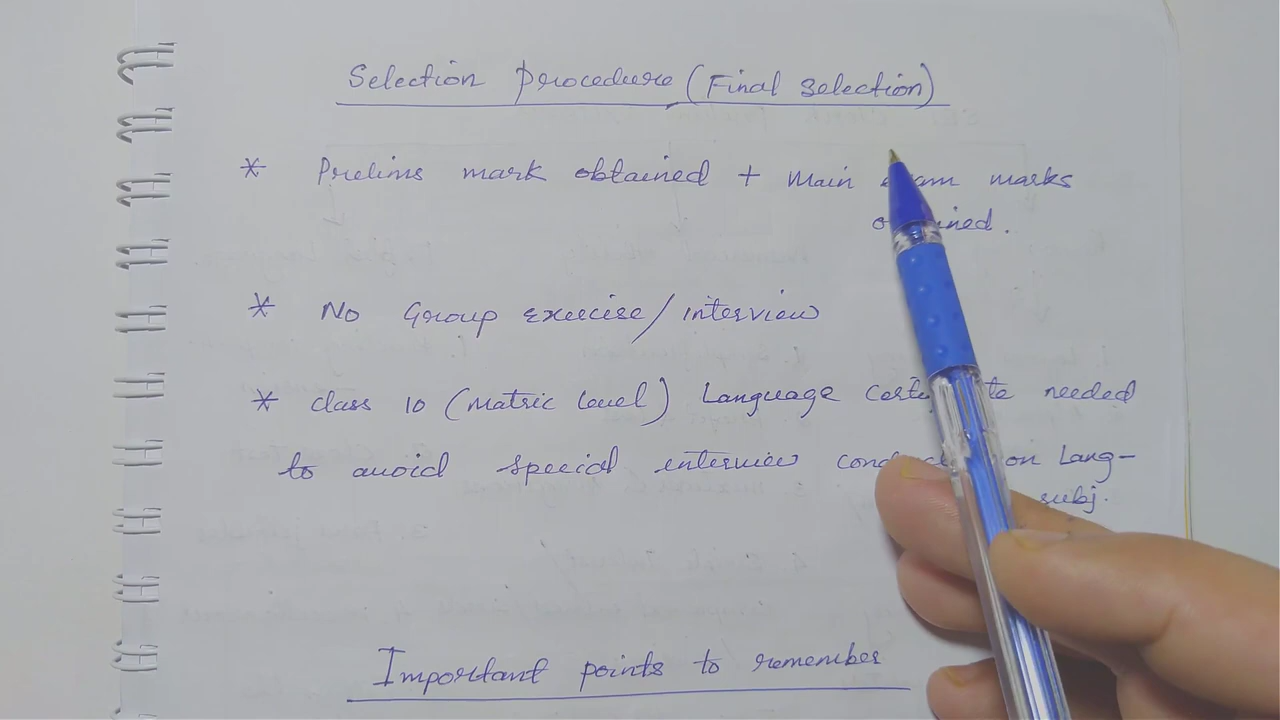 Selection Procedure (Final Selection)
* Prelims mark obtained + Main exam marks
obtained.
* No Group exercise/interview
* class 10 (Matric level) Language certificate needed
to avoid special interview conducted on Lang-
subj.
Important points to remember